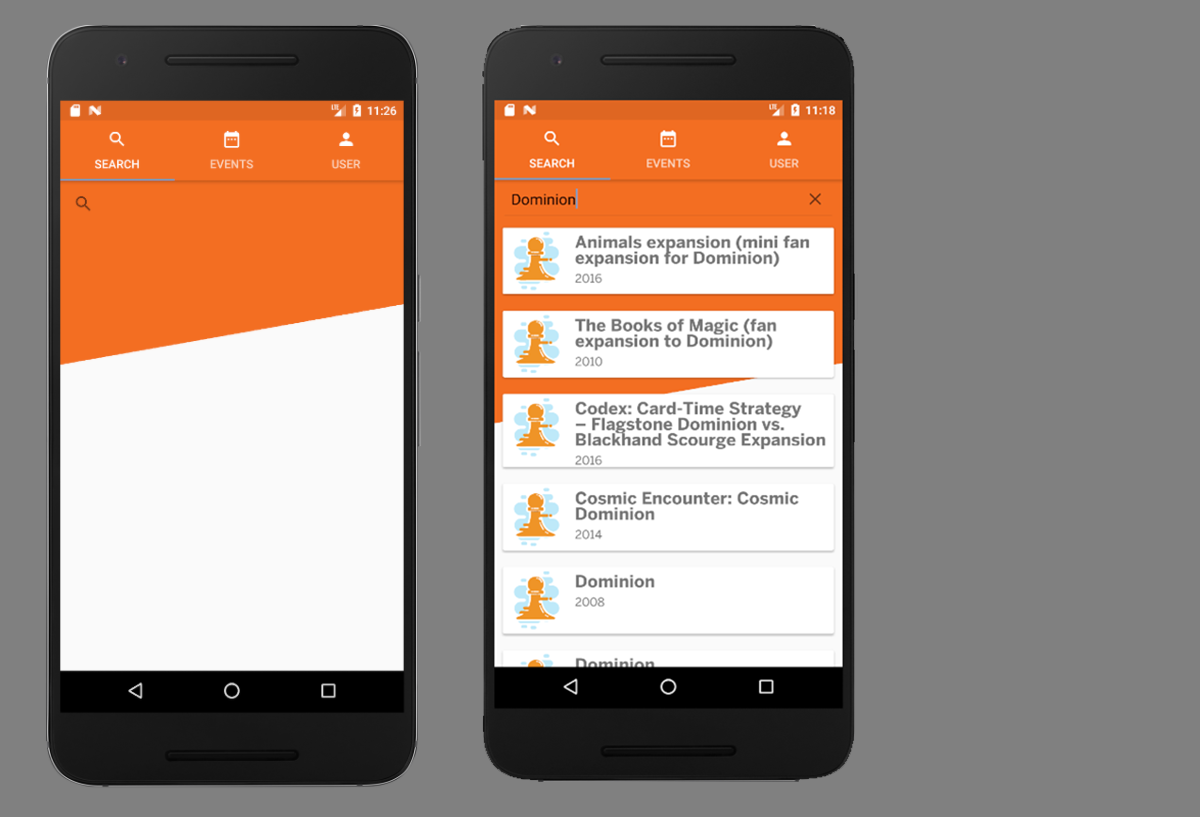 11:26
SEARCH EVENTS USER
LTE 11:18
SEARCH EVENTS USER
Dominion
Animals expansion (mini fan
expansion for Dominion)
2016
The Books of Magic (fan
expansion to Dominion)
2010
Codex: Card-Time Strategy
– Flagstone Dominion vs.
Blackhand Scourge Expansion
2016
Cosmic Encounter: Cosmic
Dominion
2014
Dominion
2008
Dominion